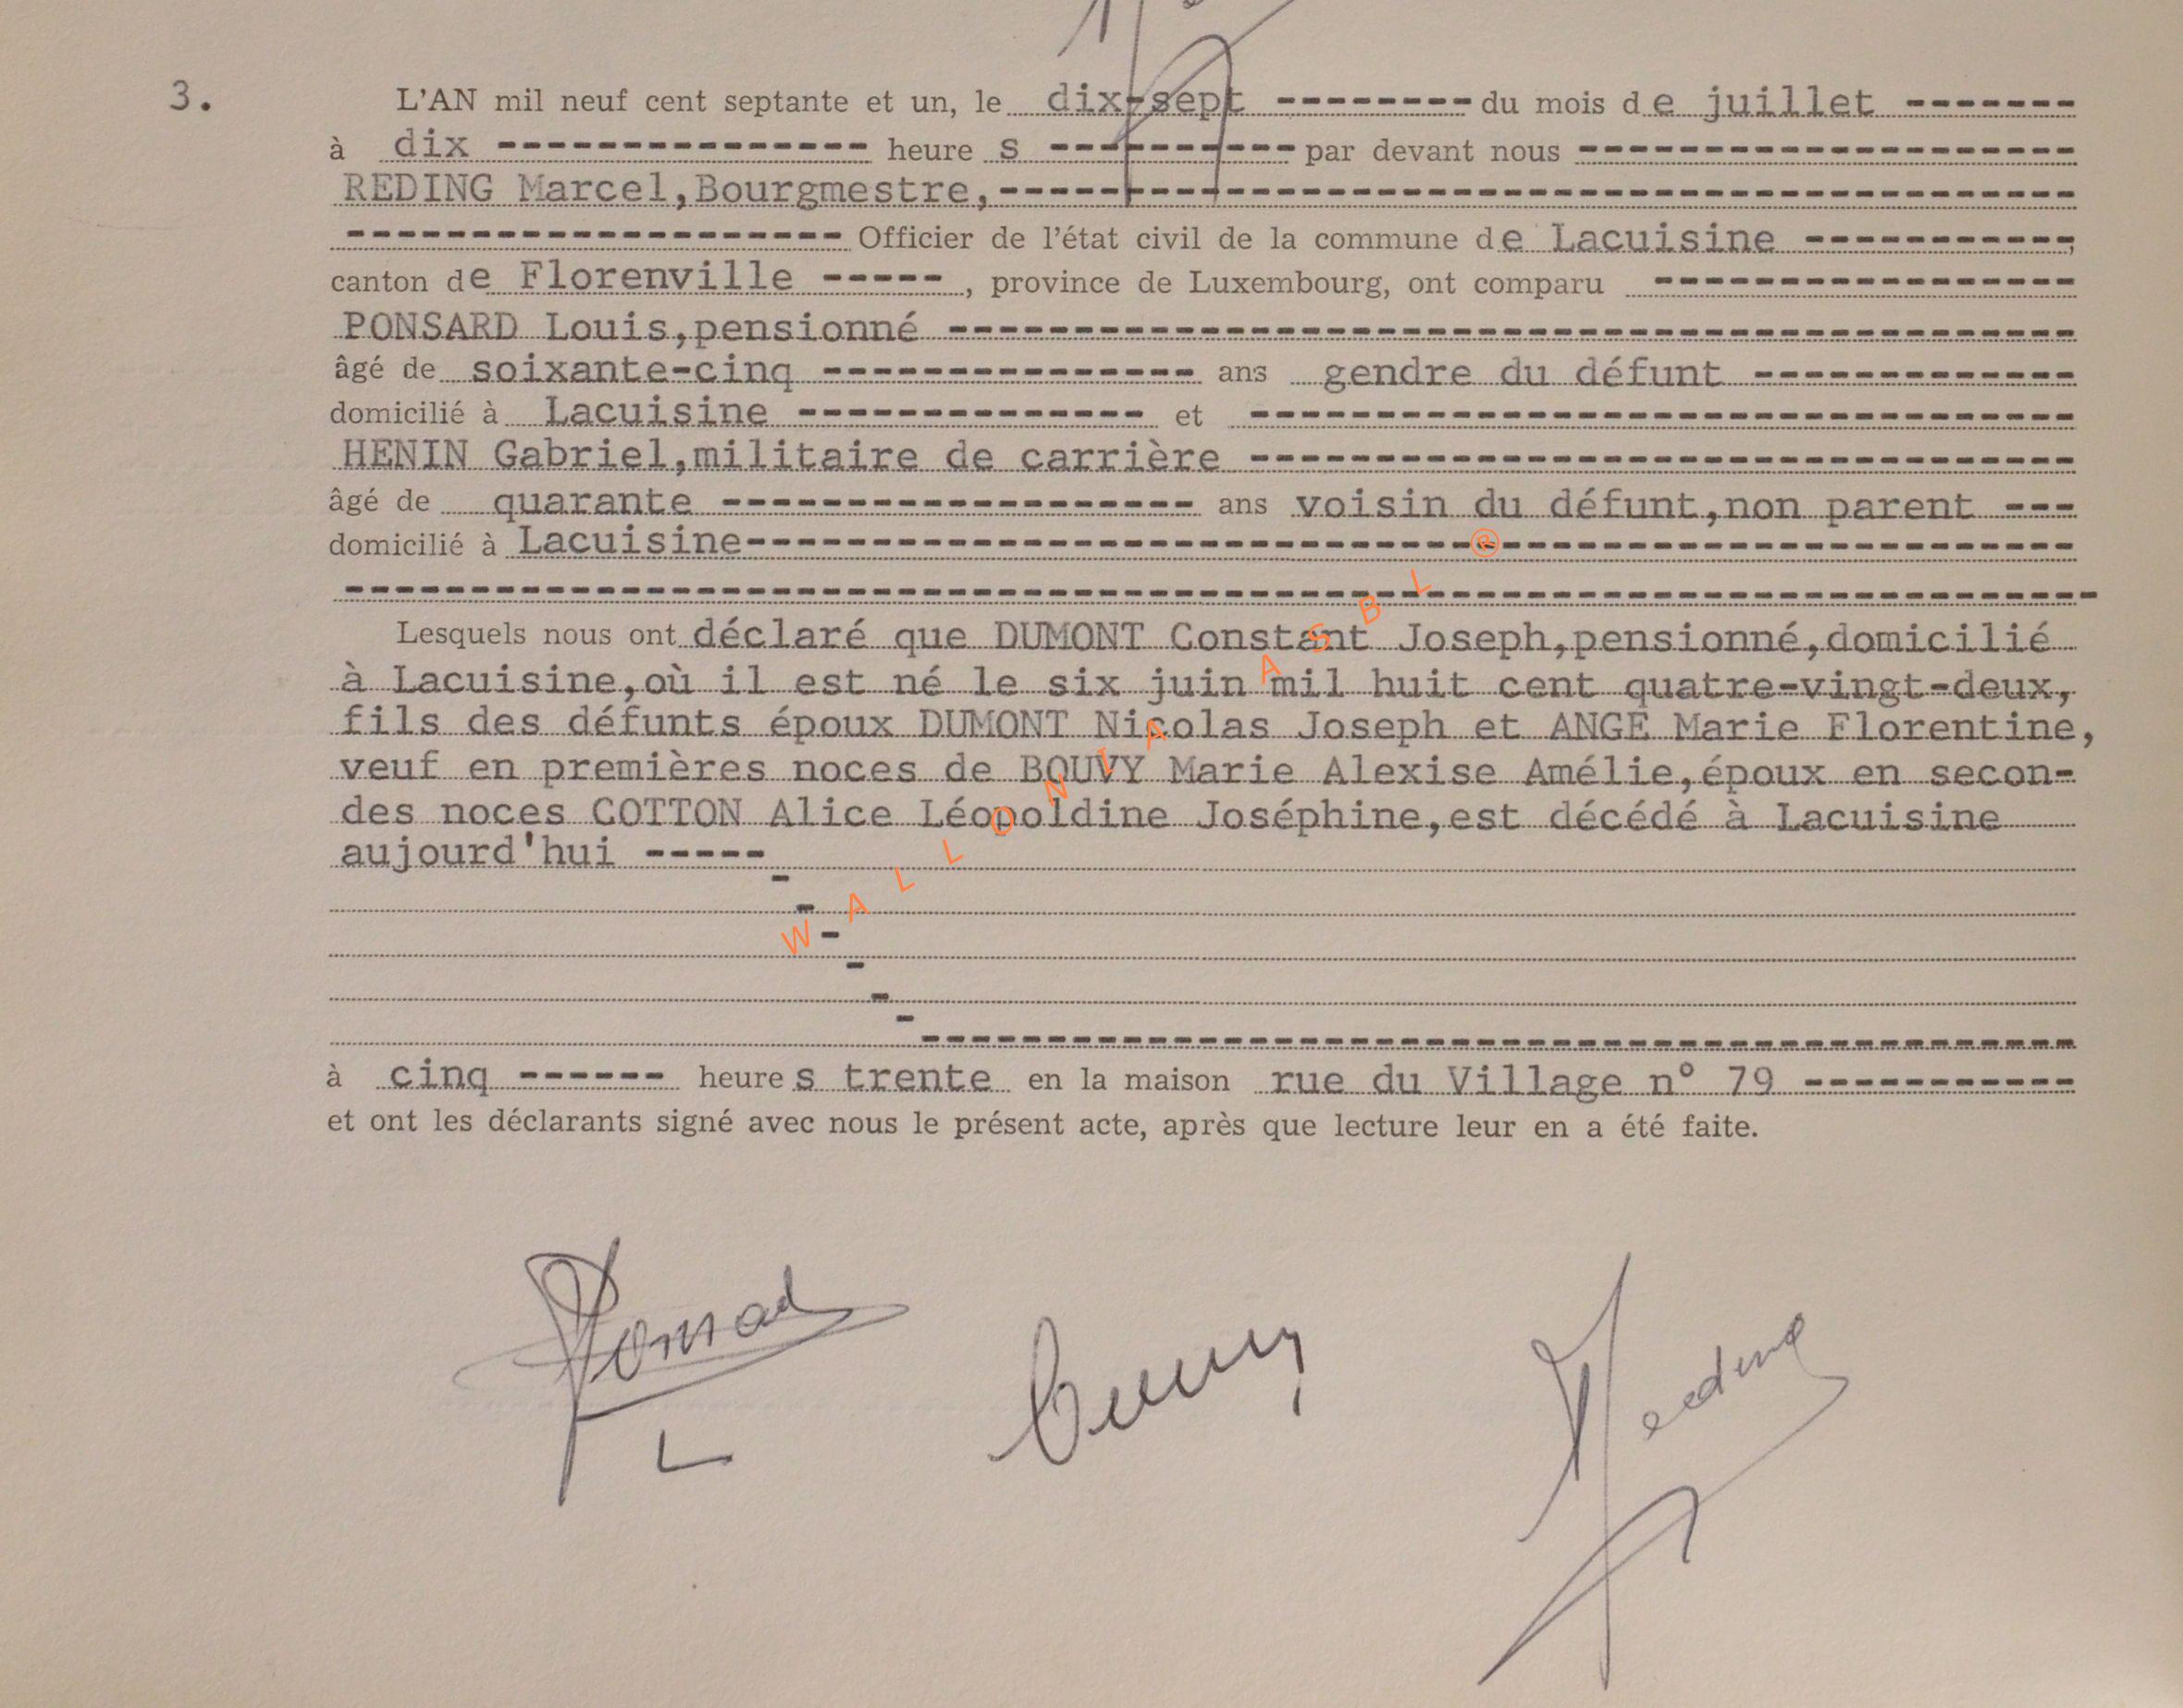 3. L'AN mil neuf cent septante et un, le dix-sept --------- du mois de juillet -------
à dix --------------- heures ---------- par devant nous --------------------
REDING Marcel,Bourgmestre,--------------------------------------------
-------------------- Officier de l'état civil de la commune de Lacuisine -----------,
canton de Florenville -----, province de Luxembourg, ont comparu -----------------
PONSARD Louis,pensionné ----------------------------------------------
âgé de soixante-cinq --------------- ans gendre du défunt -------------
domicilié à Lacuisine -------------- et ---------------------------------
HENIN Gabriel,militaire de carrière ---------------------------------
âgé de quarante ------------------- ans voisin du défunt,non parent ---
domicilié à Lacuisine------------------------------------------------------
----------------------------------------------------------------------
Lesquels nous ont déclaré que DUMONT Constant Joseph,pensionné,domicilié
à Lacuisine,où il est né le six juin mil huit cent quatre-vingt-deux,
fils des défunts époux DUMONT Nicolas Joseph et ANGE Marie Florentine,
veuf en premières noces de BOUVY Marie Alexise Amélie,époux en secon-
des noces COTTON Alice Léopoldine Joséphine,est décédé à Lacuisine
aujourd'hui -----
WALLONIA ASBL ®
à cinq ------ heures trente en la maison rue du Village n° 79 -----------
et ont les déclarants signé avec nous le présent acte, après que lecture leur en a été faite.
Ponsard
L
Reding